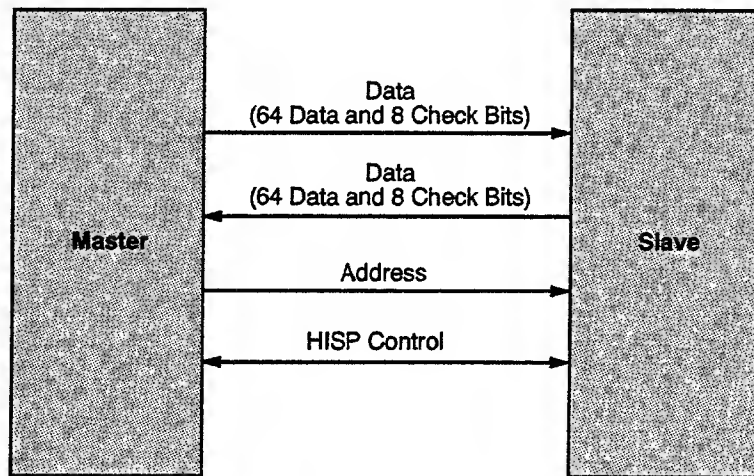 Data
(64 Data and 8 Check Bits)
Data
(64 Data and 8 Check Bits)
Master
Slave
Address
HISP Control